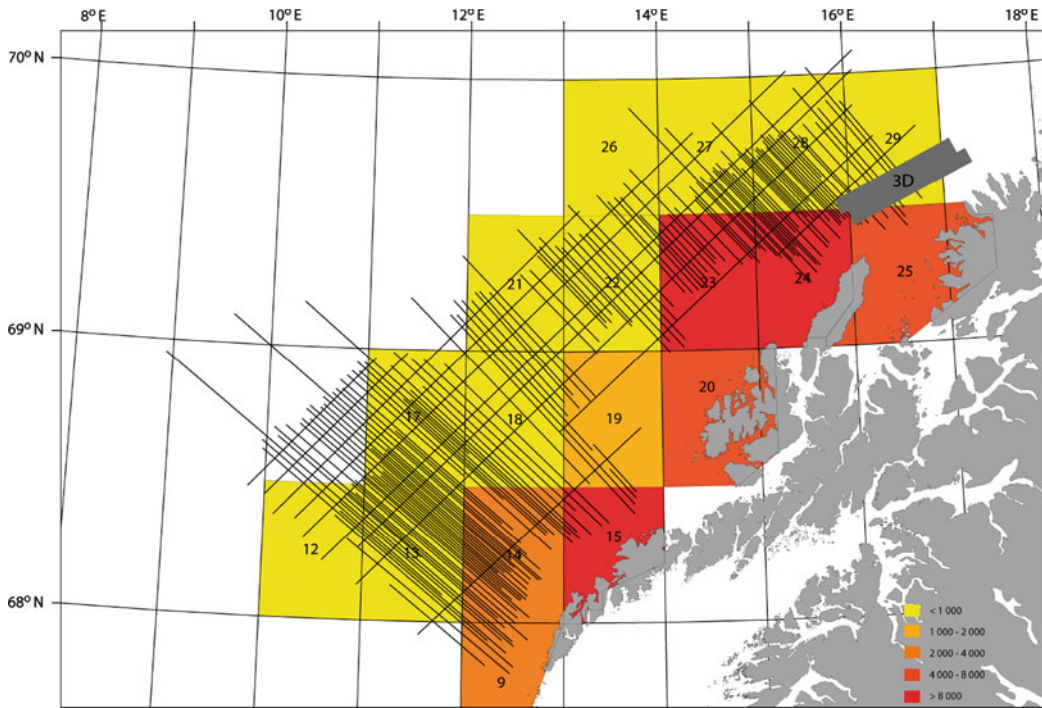 8° E 10° E 12° E 14° E 16° E 18° E
70° N
26 27 28 29
3D
21 22 23 24 25
69° N
17 18 19 20
12 13 14 15
68° N
9
< 1 000
1 000 - 2 000
2 000 - 4 000
4 000 - 8 000
> 8 000